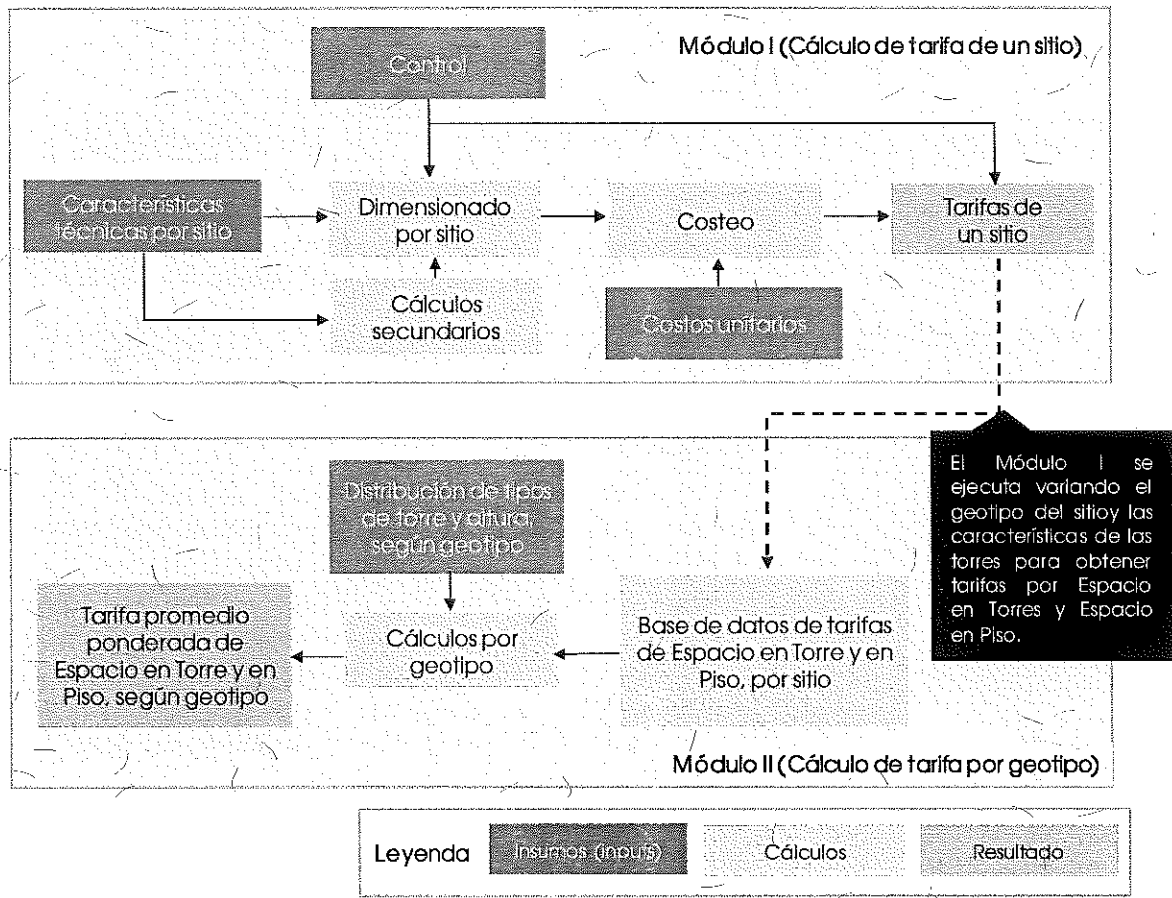 Módulo I (Cálculo de tarifa de un sitio)
Control
Características
técnicas por sitio
Dimensionado
por sitio
Costeo
Tarifas de
un sitio
Cálculos
secundarios
Costos unitarios
El Módulo I se
ejecuta variando el
geotipo del sitioy las
características de las
torres para obtener
tarifas por Espacio
en Torres y Espacio
en Piso.
Distribución de tipos
de torre y altura,
según geotipo
Tarifa promedio
ponderada de
Espacio en Torre y en
Piso, según geotipo
Cálculos por
geotipo
Base de datos de tarifas
de Espacio en Torre y en
Piso, por sitio
Módulo II (Cálculo de tarifa por geotipo)
Leyenda
Insumos (inputs)
Cálculos
Resultado